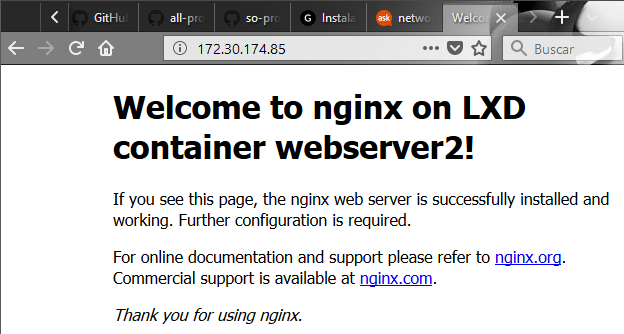 GitHu all-pro so-pro Instala netwo Welco
172.30.174.85 Buscar
Welcome to nginx on LXD
container webserver2!
If you see this page, the nginx web server is successfully installed and
working. Further configuration is required.
For online documentation and support please refer to nginx.org.
Commercial support is available at nginx.com.
Thank you for using nginx.